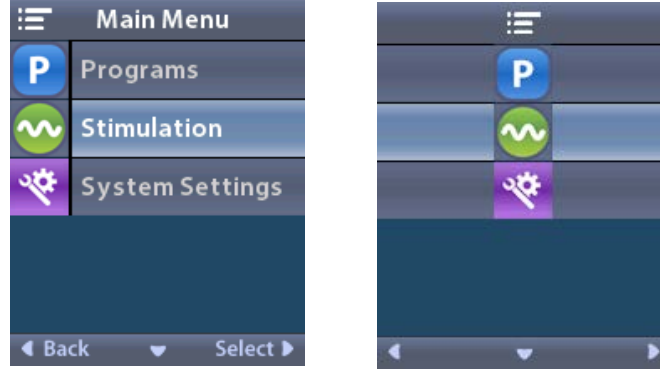 Main Menu
P Programs
Stimulation
System Settings
Back Select
P